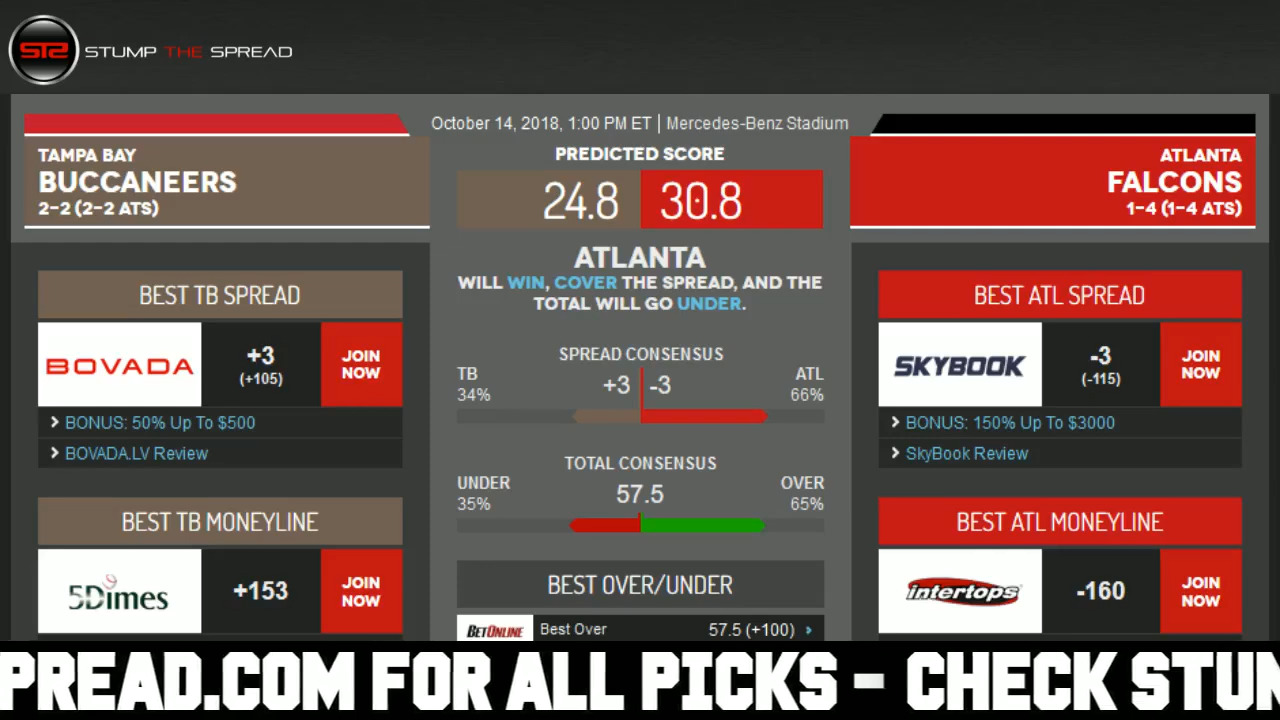 STS STUMP THE SPREAD
October 14, 2018, 1:00 PM ET | Mercedes-Benz Stadium
TAMPA BAY
BUCCANEERS
2-2 (2-2 ATS)
PREDICTED SCORE
24.8 30.8
ATLANTA
FALCONS
1-4 (1-4 ATS)
ATLANTA
WILL WIN, COVER THE SPREAD, AND THE
TOTAL WILL GO UNDER.
BEST TB SPREAD
BOVADA +3 JOIN
(+105) NOW
BONUS: 50% Up To $500
BOVADA.LV Review
BEST TB MONEYLINE
5Dimes +153 JOIN
NOW
SPREAD CONSENSUS
TB +3 -3 ATL
34% 66%
TOTAL CONSENSUS
UNDER 57.5 OVER
35% 65%
BEST OVER/UNDER
BETONLINE Best Over 57.5 (+100)
BEST ATL SPREAD
SKYBOOK -3 JOIN
(-115) NOW
BONUS: 150% Up To $3000
SkyBook Review
BEST ATL MONEYLINE
intertops -160 JOIN
NOW
PREAD.COM FOR ALL PICKS - CHECK STUN